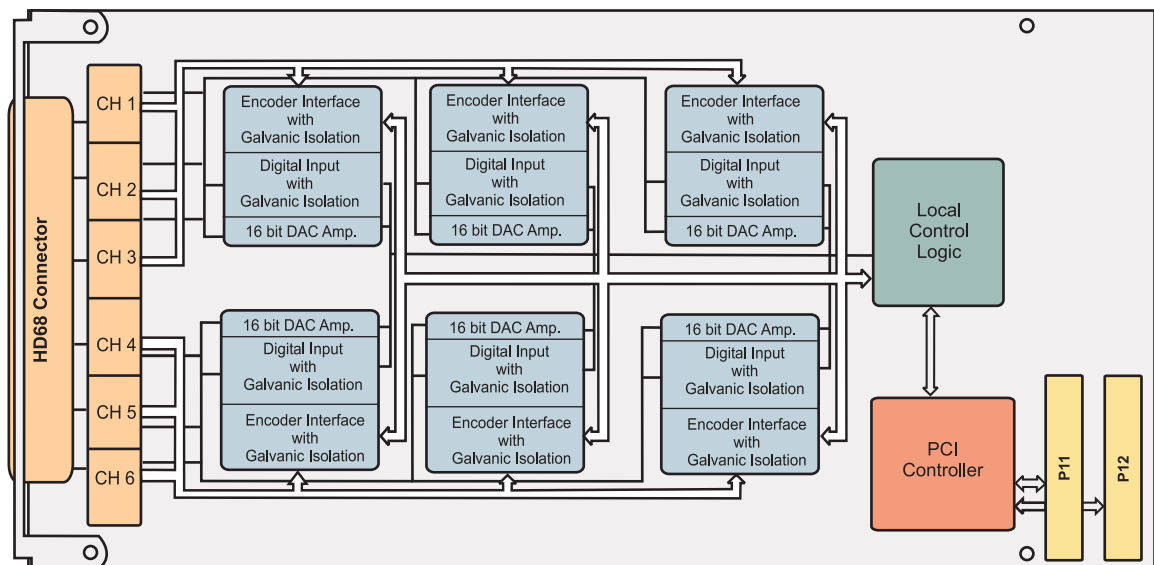 HD68 Connector
CH 1
CH 2
CH 3
CH 4
CH 5
CH 6
Encoder Interface
with
Galvanic Isolation
Digital Input
with
Galvanic Isolation
16 bit DAC Amp.
Encoder Interface
with
Galvanic Isolation
Digital Input
with
Galvanic Isolation
16 bit DAC Amp.
Encoder Interface
with
Galvanic Isolation
Digital Input
with
Galvanic Isolation
16 bit DAC Amp.
16 bit DAC Amp.
Digital Input
with
Galvanic Isolation
Encoder Interface
with
Galvanic Isolation
16 bit DAC Amp.
Digital Input
with
Galvanic Isolation
Encoder Interface
with
Galvanic Isolation
16 bit DAC Amp.
Digital Input
with
Galvanic Isolation
Encoder Interface
with
Galvanic Isolation
Local
Control
Logic
PCI
Controller
P11
P12